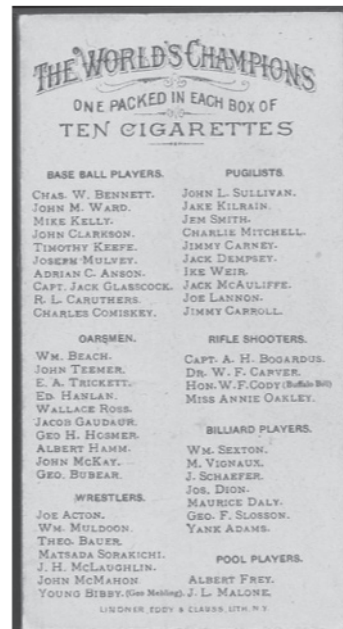 THE WORLD'S CHAMPIONS
ONE PACKED IN EACH BOX OF
TEN CIGARETTES
BASE BALL PLAYERS.
CHAS. W. BENNETT.
JOHN M. WARD.
MIKE KELLY.
JOHN CLARKSON.
TIMOTHY KEEFE.
JOSEPH MULVEY.
ADRIAN C. ANSON.
CAPT. JACK GLASSCOCK.
R. L. CARUTHERS.
CHARLES COMISKEY.
OARSMEN.
WM. BEACH.
JOHN TEEMER.
E. A. TRICKETT.
ED. HANLAN.
WALLACE ROSS.
JACOB GAUDAUR.
GEO H. HOSMER.
ALBERT HAMM.
JOHN MCKAY.
GEO. BUBEAR.
WRESTLERS.
JOE ACTON.
WM. MULDOON.
THEO. BAUER.
MATSADA SORAKICHI.
J. H. MCLAUGHLIN.
JOHN MCMAHON.
YOUNG BIBBY. (Geo Mehling).
PUGILISTS.
JOHN L. SULLIVAN.
JAKE KILRAIN.
JEM SMITH.
CHARLIE MITCHELL.
JIMMY CARNEY.
JACK DEMPSEY.
IKE WEIR.
JACK MCAULIFFE.
JOE LANNON.
JIMMY CARROLL.
RIFLE SHOOTERS.
CAPT. A. H. BOGARDUS.
DR. W. F. CARVER.
HON. W.F. CODY (Buffalo Bill)
MISS ANNIE OAKLEY.
BILLIARD PLAYERS.
WM. SEXTON.
M. VIGNAUX.
J. SCHAEFER.
JOS. DION.
MAURICE DALY.
GEO. F. SLOSSON.
YANK ADAMS.
POOL PLAYERS.
ALBERT FREY.
J. L. MALONE.
LINDNER, EDDY & CLAUSS, LITH. N.Y.